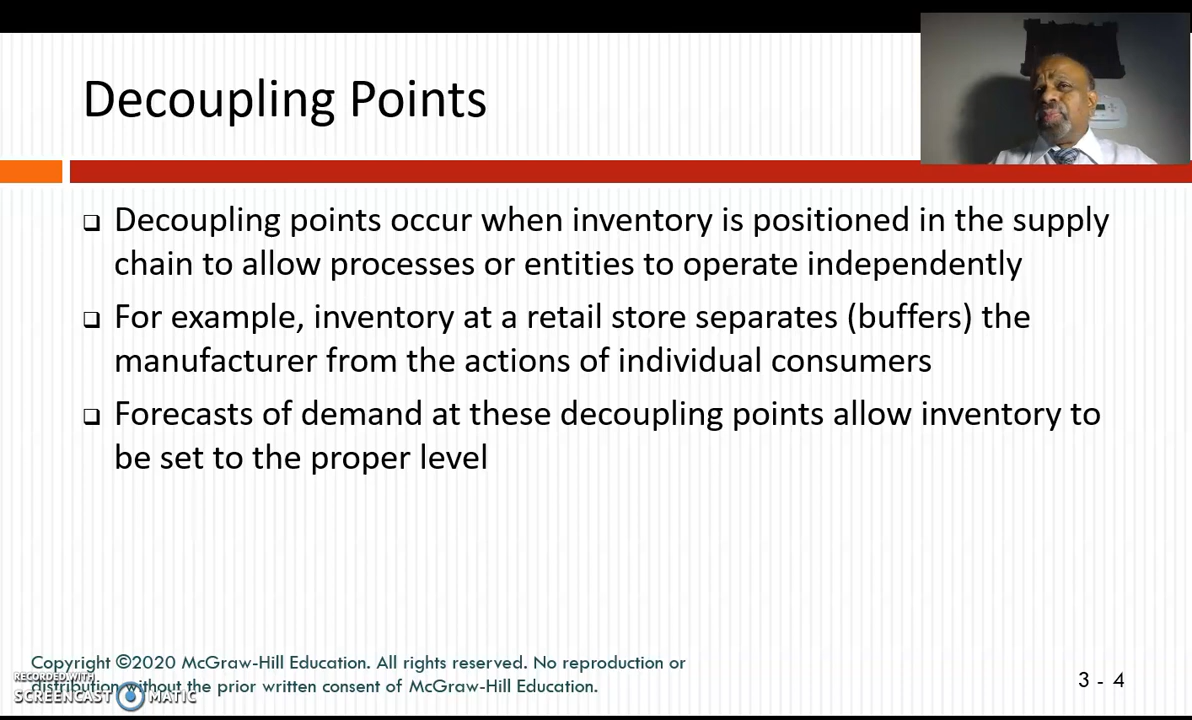 Decoupling Points
❑ Decoupling points occur when inventory is positioned in the supply
chain to allow processes or entities to operate independently
❑ For example, inventory at a retail store separates (buffers) the
manufacturer from the actions of individual consumers
❑ Forecasts of demand at these decoupling points allow inventory to
be set to the proper level
Copyright ©2020 McGraw-Hill Education. All rights reserved. No reproduction or
distribution without the prior written consent of McGraw-Hill Education.
RECORDED WITH
SCREENCAST MATIC
3 - 4